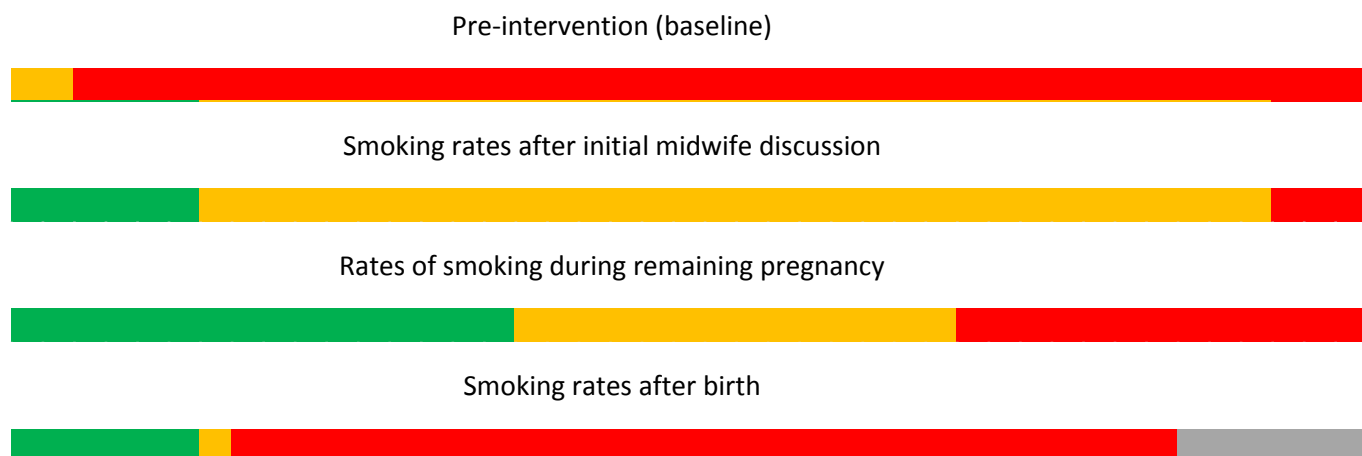 Pre-intervention (baseline)
Smoking rates after initial midwife discussion
Rates of smoking during remaining pregnancy
Smoking rates after birth